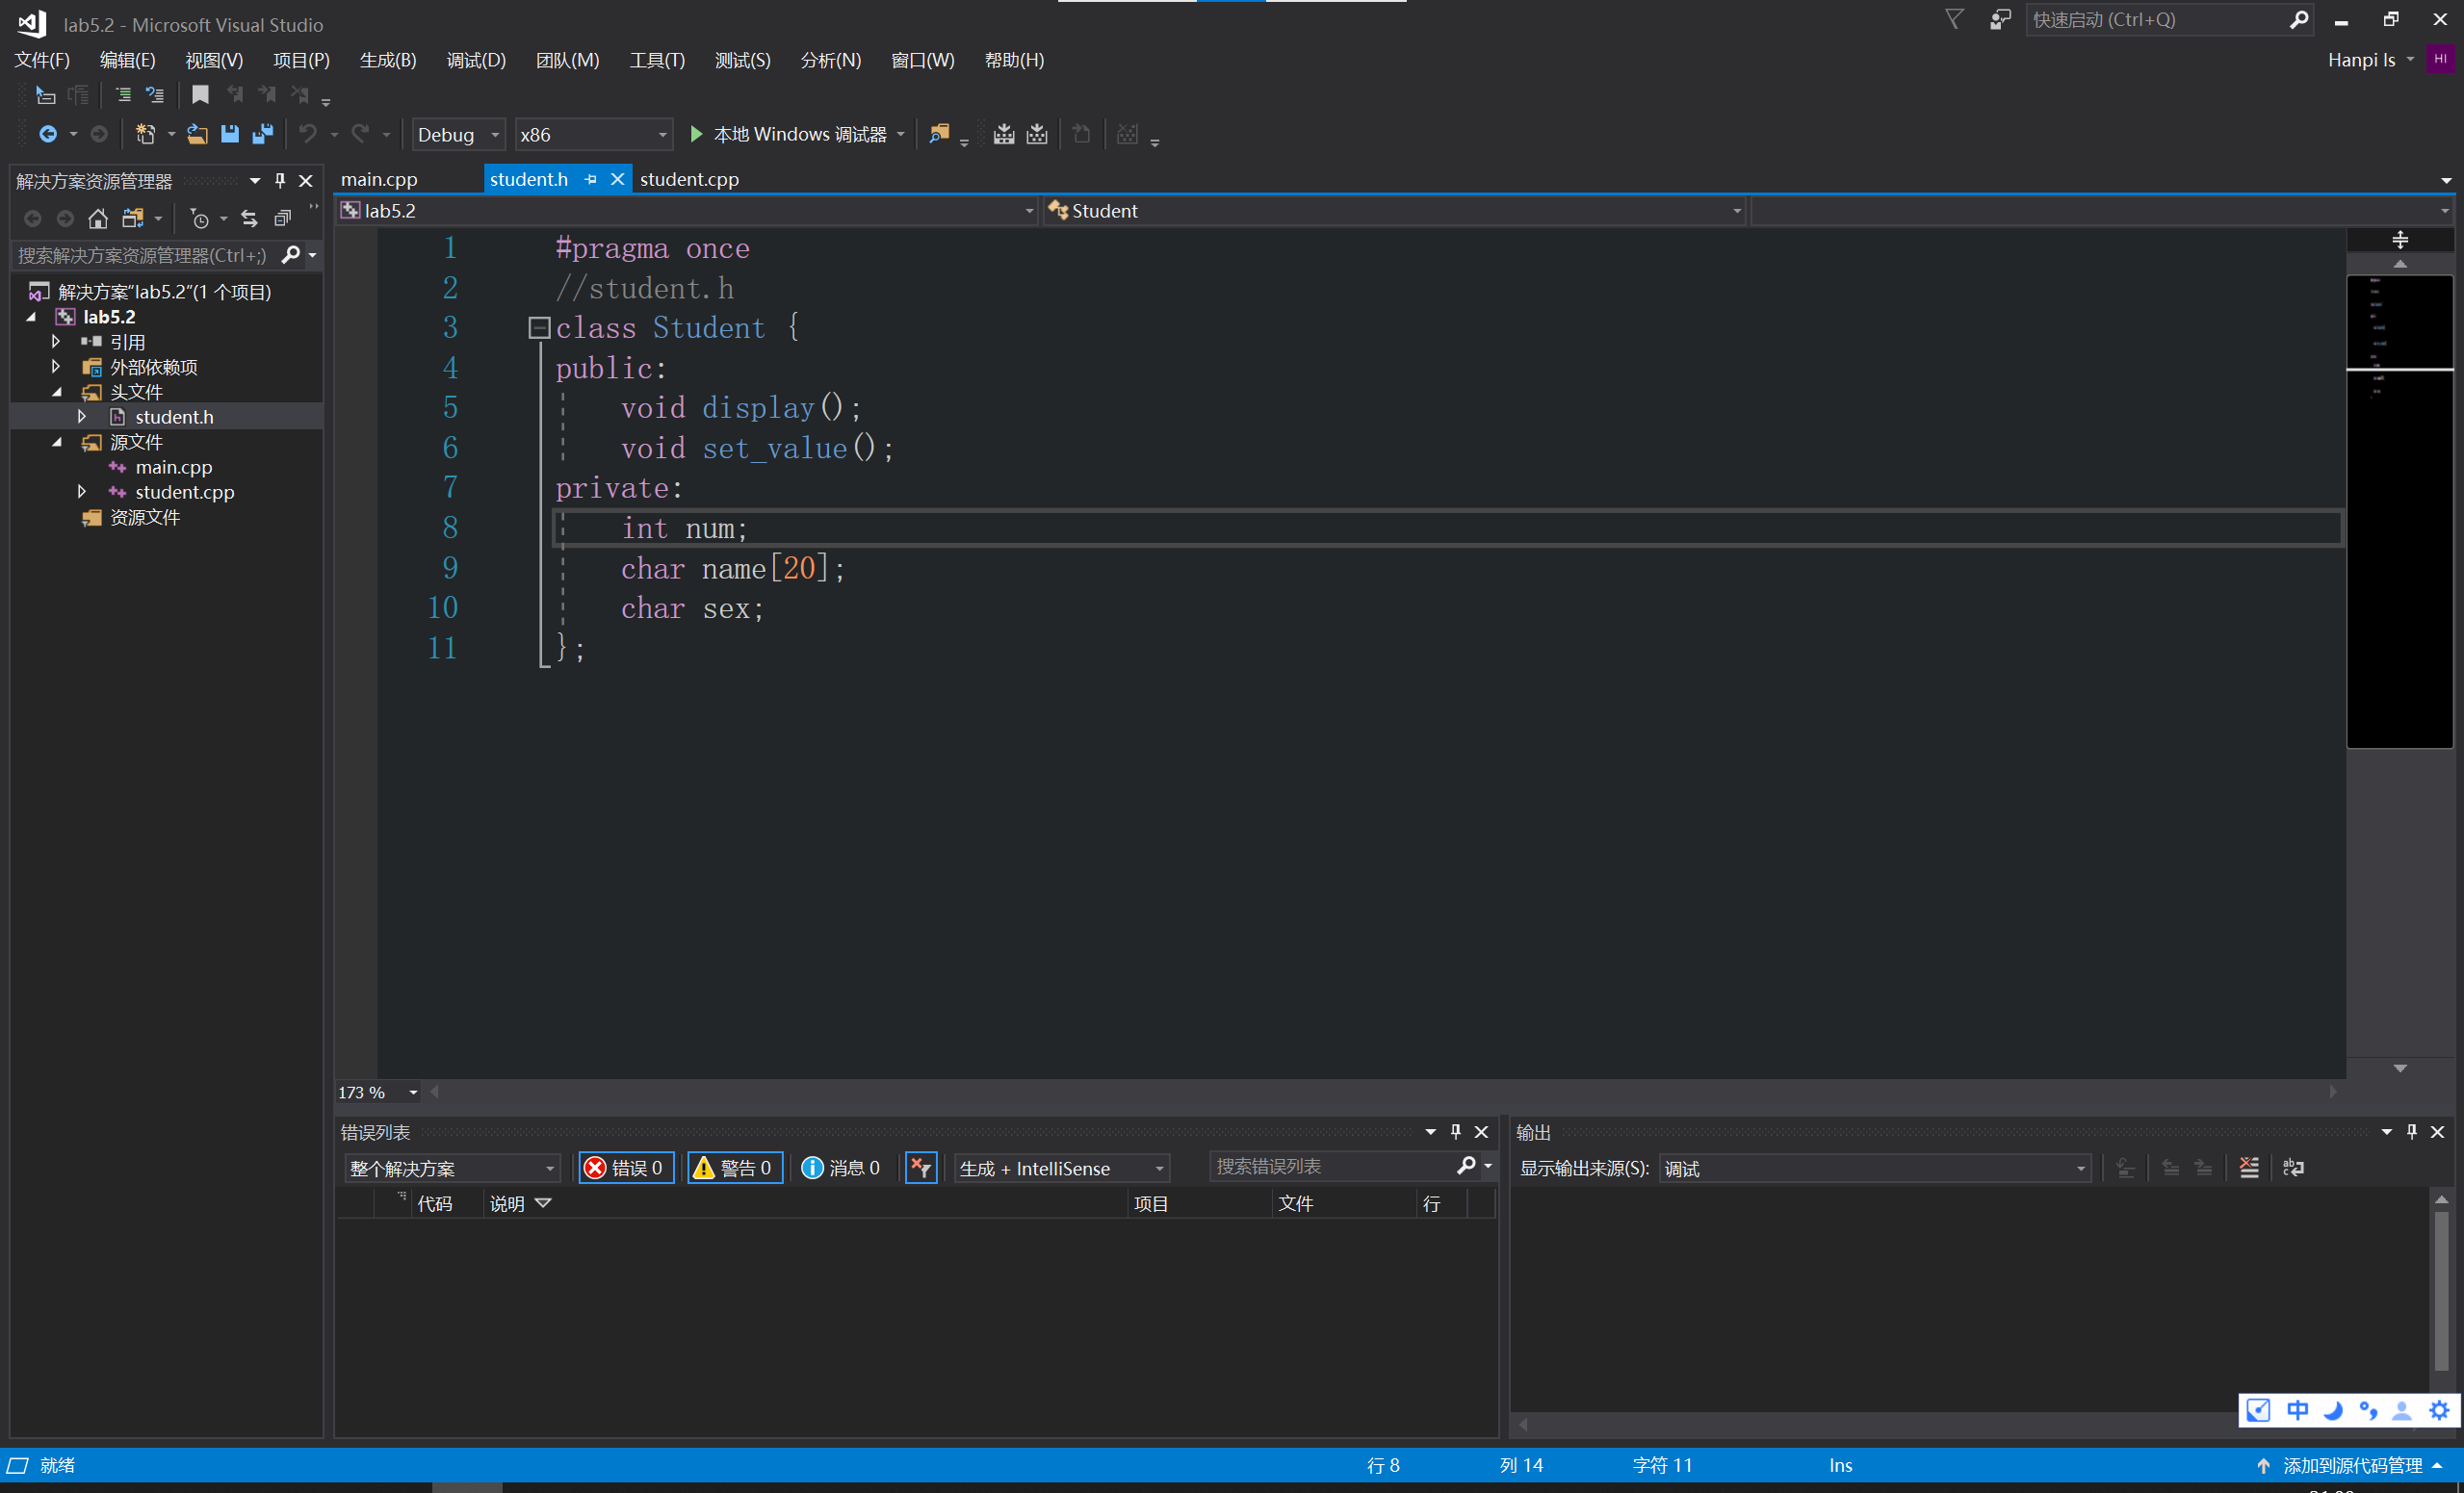 lab5.2 - Microsoft Visual Studio
快速启动 (Ctrl+Q)
文件(F) 编辑(E) 视图(V) 项目(P) 生成(B) 调试(D) 团队(M) 工具(T) 测试(S) 分析(N) 窗口(W) 帮助(H)
Hanpi ls HI
Debug x86 本地 Windows 调试器
解决方案资源管理器
main.cpp student.h student.cpp
lab5.2 Student
搜索解决方案资源管理器(Ctrl+;)
解决方案"lab5.2"(1 个项目)
lab5.2
引用
外部依赖项
头文件
student.h
源文件
main.cpp
student.cpp
资源文件
1 #pragma once
2 //student.h
3 class Student {
4 public:
5 void display();
6 void set_value();
7 private:
8 int num;
9 char name[20];
10 char sex;
11 };
173 %
错误列表
整个解决方案 错误 0 警告 0 消息 0 生成 + IntelliSense 搜索错误列表
代码 说明 项目 文件 行
输出
显示输出来源(S): 调试
中
就绪 行 8 列 14 字符 11 Ins 添加到源代码管理